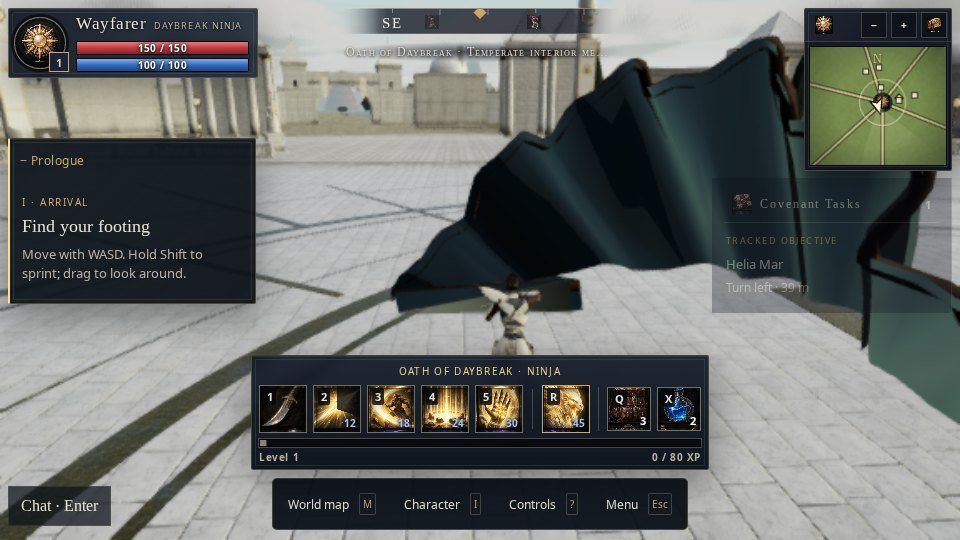 Wayfarer DAYBREAK NINJA
150 / 150
100 / 100
1
SE
Oath of Daybreak · Temperate interior me...
− +
N
− Prologue
I · ARRIVAL
Find your footing
Move with WASD. Hold Shift to
sprint; drag to look around.
Covenant Tasks 1
TRACKED OBJECTIVE
Helia Mar
Turn left · 39 m
OATH OF DAYBREAK · NINJA
1 2 3 4 5 R Q X
12 18 24 30 45 3 2
Level 1 0 / 80 XP
Chat · Enter
World map M Character I Controls ? Menu Esc